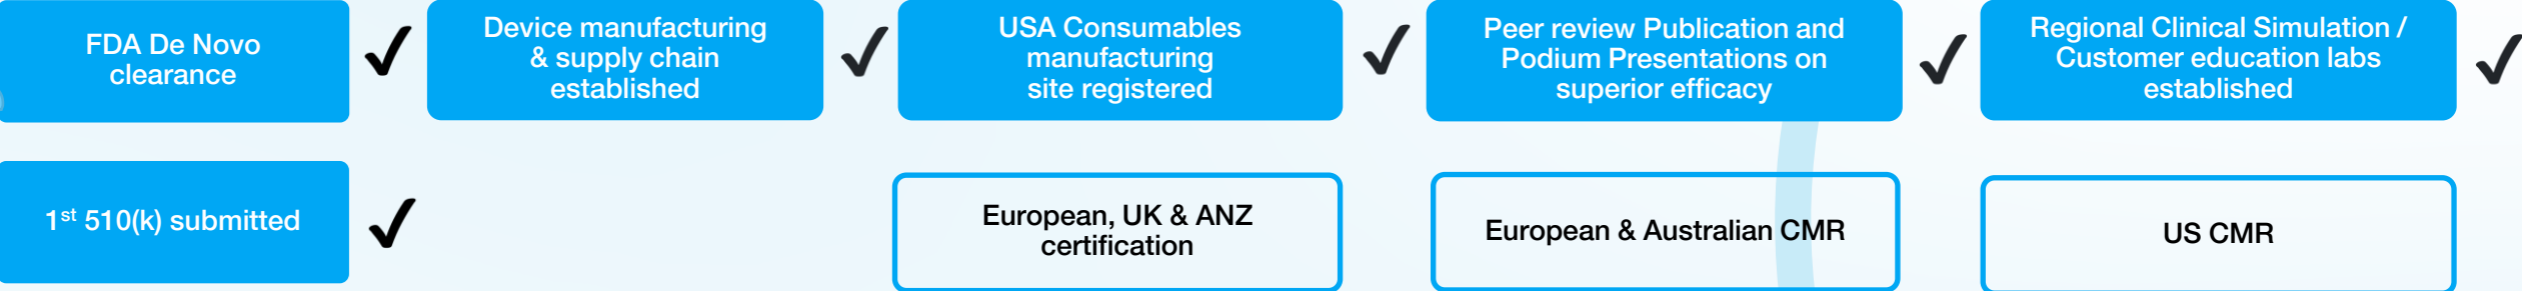 FDA De Novo
clearance
Device manufacturing
& supply chain
established
USA Consumables
manufacturing
site registered
Peer review Publication and
Podium Presentations on
superior efficacy
Regional Clinical Simulation /
Customer education labs
established
1st 510(k) submitted
European, UK & ANZ
certification
European & Australian CMR
US CMR